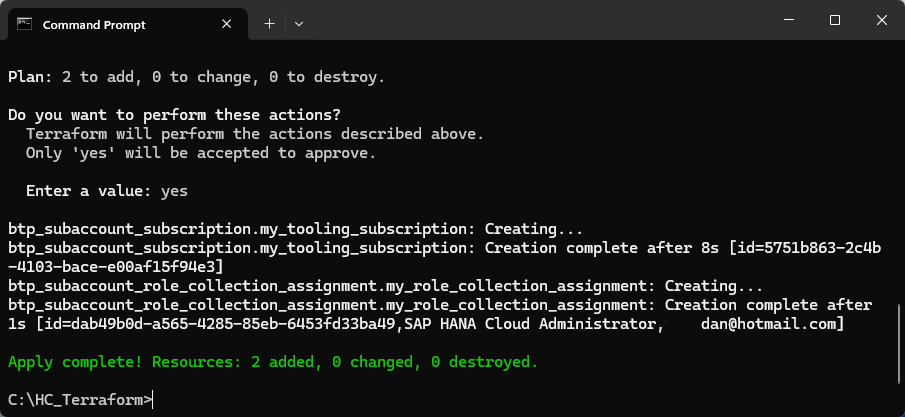 Command Prompt
Plan: 2 to add, 0 to change, 0 to destroy.
Do you want to perform these actions?
Terraform will perform the actions described above.
Only 'yes' will be accepted to approve.
Enter a value: yes
btp_subaccount_subscription.my_tooling_subscription: Creating...
btp_subaccount_subscription.my_tooling_subscription: Creation complete after 8s [id=5751b863-2c4b
-4103-bace-e00af15f94e3]
btp_subaccount_role_collection_assignment.my_role_collection_assignment: Creating...
btp_subaccount_role_collection_assignment.my_role_collection_assignment: Creation complete after
1s [id=dab49b0d-a565-4285-85eb-6453fd33ba49,SAP HANA Cloud Administrator, dan@hotmail.com]
Apply complete! Resources: 2 added, 0 changed, 0 destroyed.
C:\HC_Terraform>